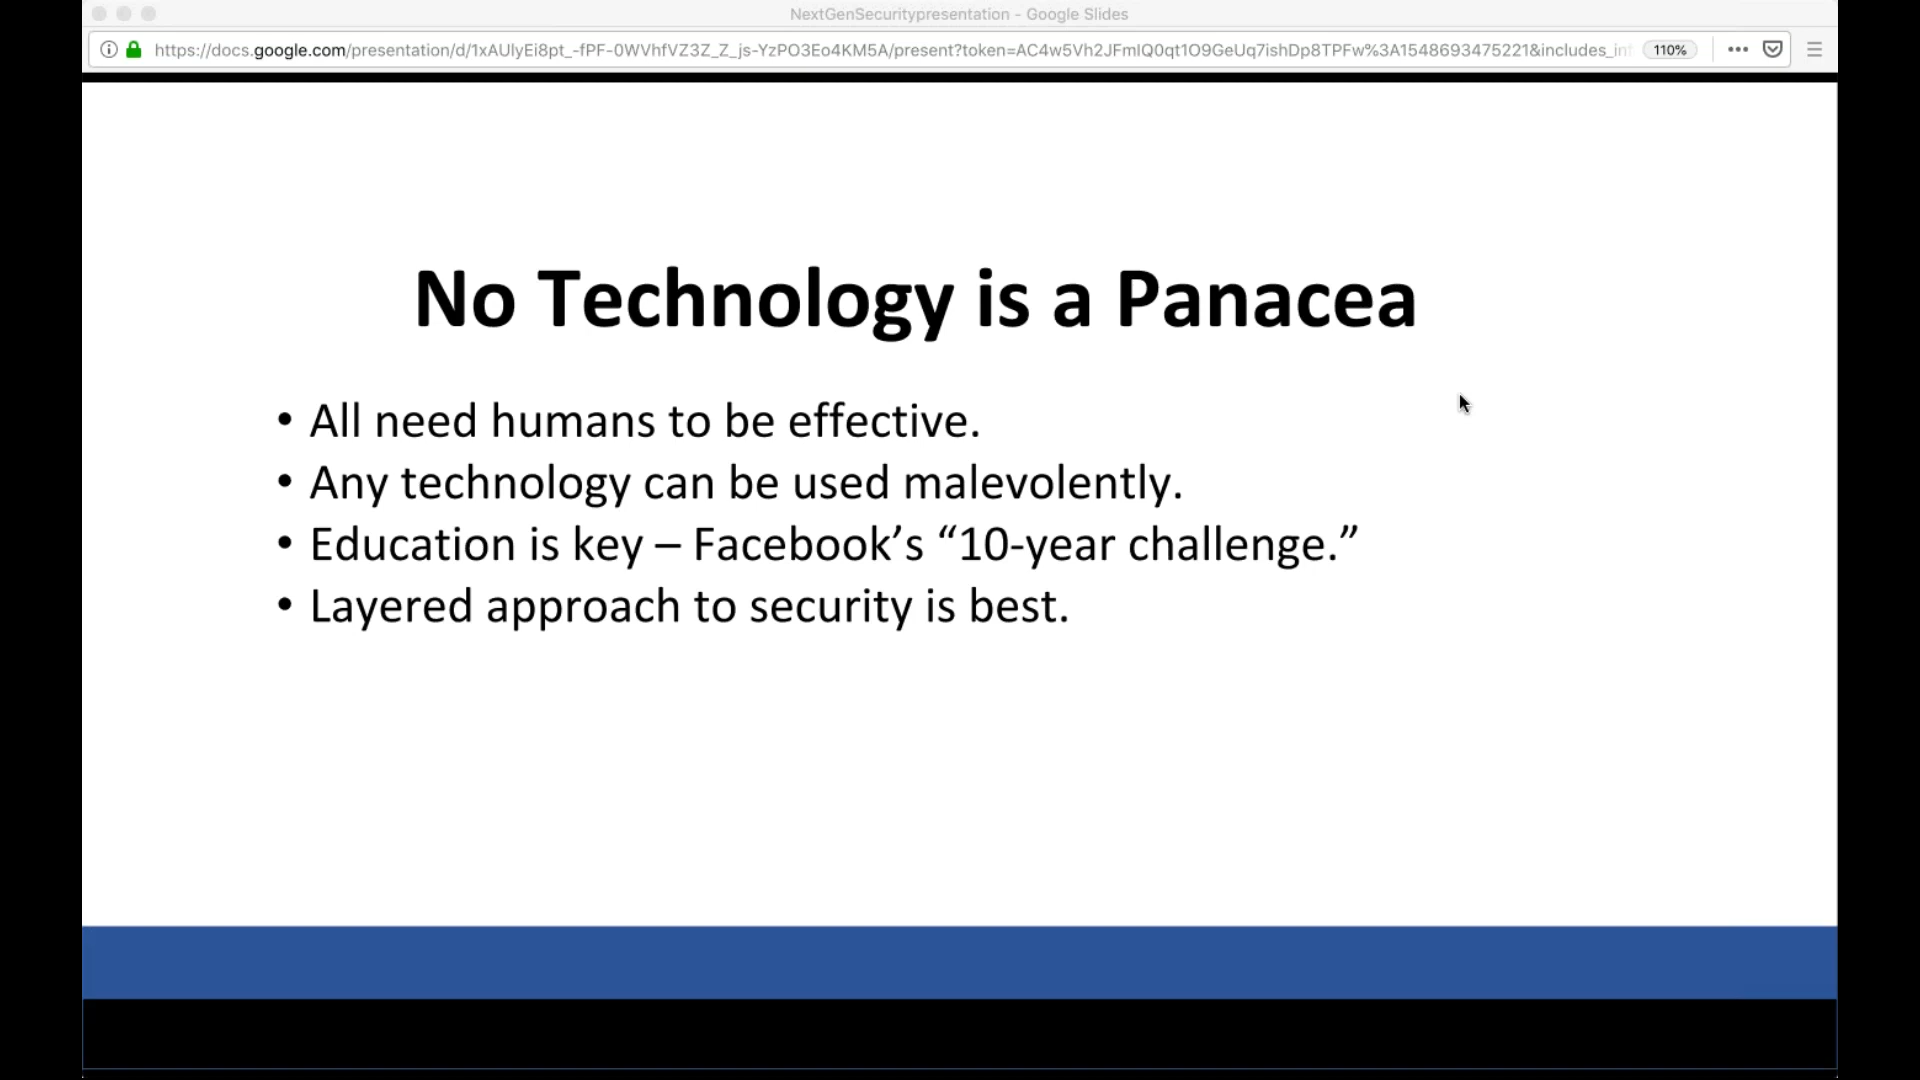 NextGenSecuritypresentation - Google Slides
https://docs.google.com/presentation/d/1xAUlyEi8pt_-fPF-0WVhfVZ3Z_Z_js-YzPO3Eo4KM5A/present?token=AC4w5Vh2JFmlQ0qt1O9GeUq7ishDp8TPFw%3A1548693475221&includes_inf 110%
No Technology is a Panacea
• All need humans to be effective.
• Any technology can be used malevolently.
• Education is key – Facebook’s “10-year challenge.”
• Layered approach to security is best.